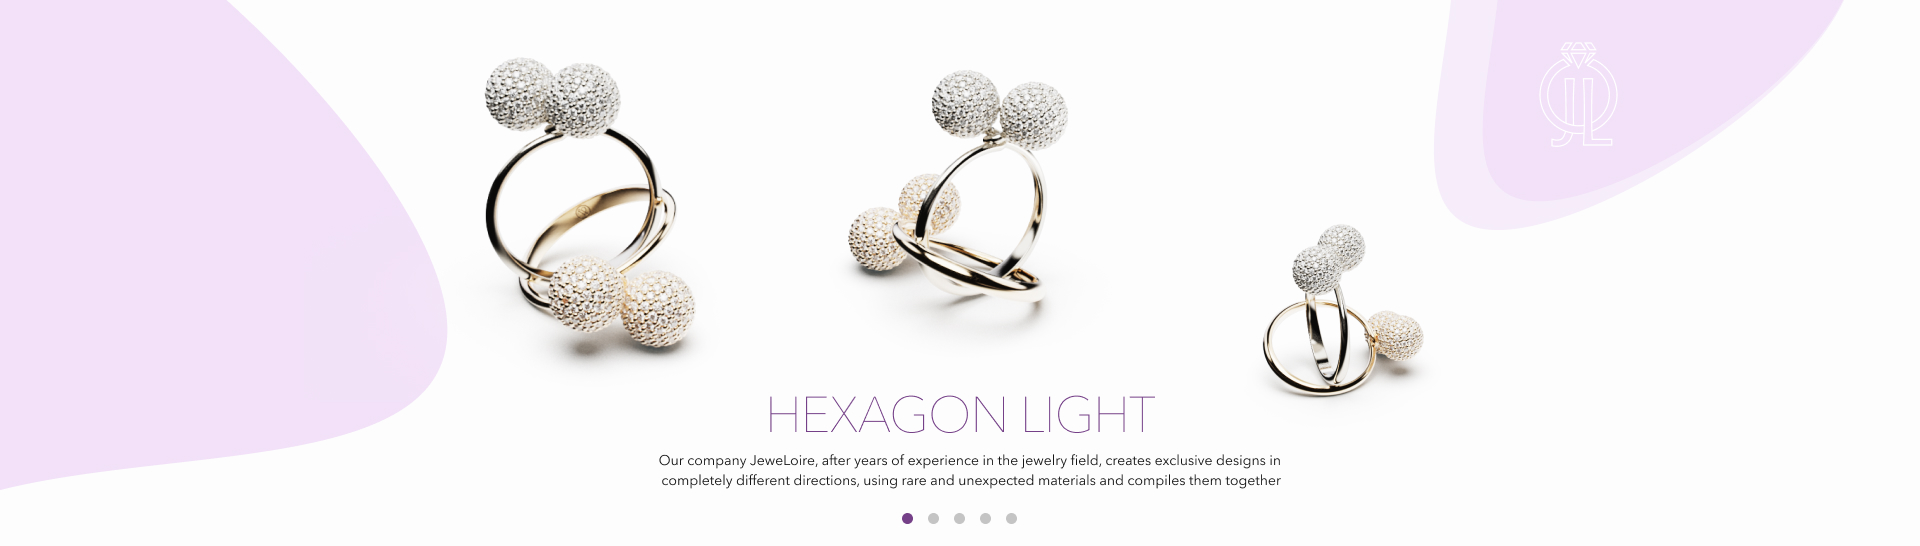 JL
HEXAGON LIGHT
Our company JeweLoire, after years of experience in the jewelry field, creates exclusive designs in
completely different directions, using rare and unexpected materials and compiles them together